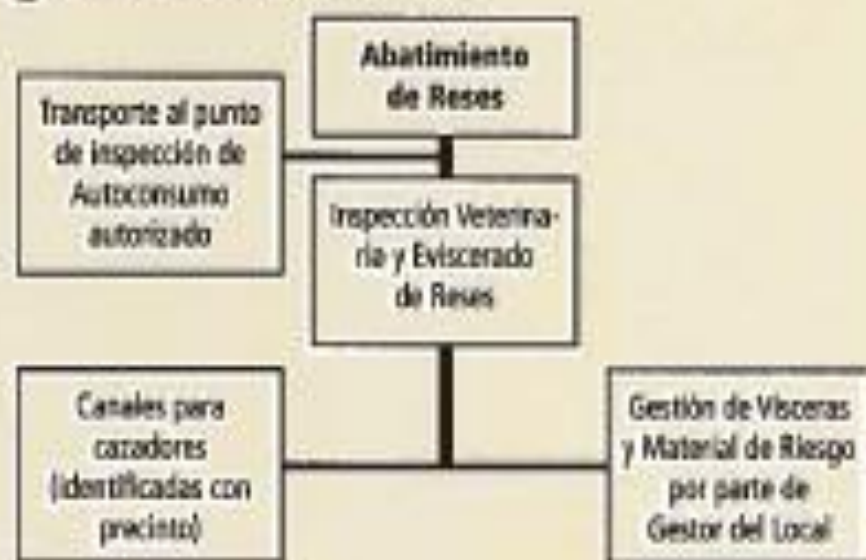 Abatimiento
de Reses
Transporte al punto
de inspección de
Autoconsumo
autorizado
Inspección Veterina-
ria y Eviscerado
de Reses
Canales para
cazadores
(identificadas con
precinto)
Gestión de Vísceras
y Material de Riesgo
por parte de
Gestor del Local